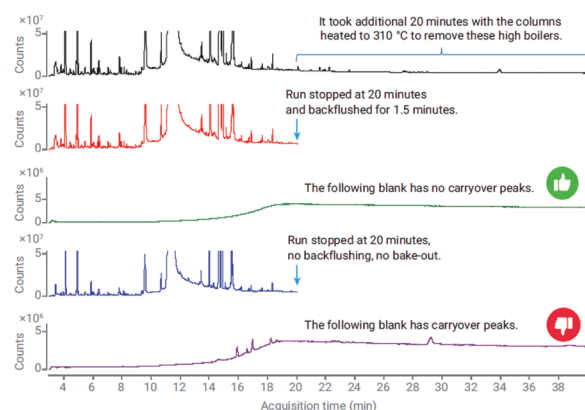 ×10⁷
It took additional 20 minutes with the columns
heated to 310 °C to remove these high boilers.
5
0
Counts
×10⁷
Run stopped at 20 minutes
and backflushed for 1.5 minutes.
5
0
Counts
×10⁶
The following blank has no carryover peaks.
5
0
Counts
×10⁷
Run stopped at 20 minutes,
no backflushing, no bake-out.
5
0
Counts
×10⁶
The following blank has carryover peaks.
5
0
Counts
4 6 8 10 12 14 16 18 20 22 24 26 28 30 32 34 36 38
Acquisition time (min)